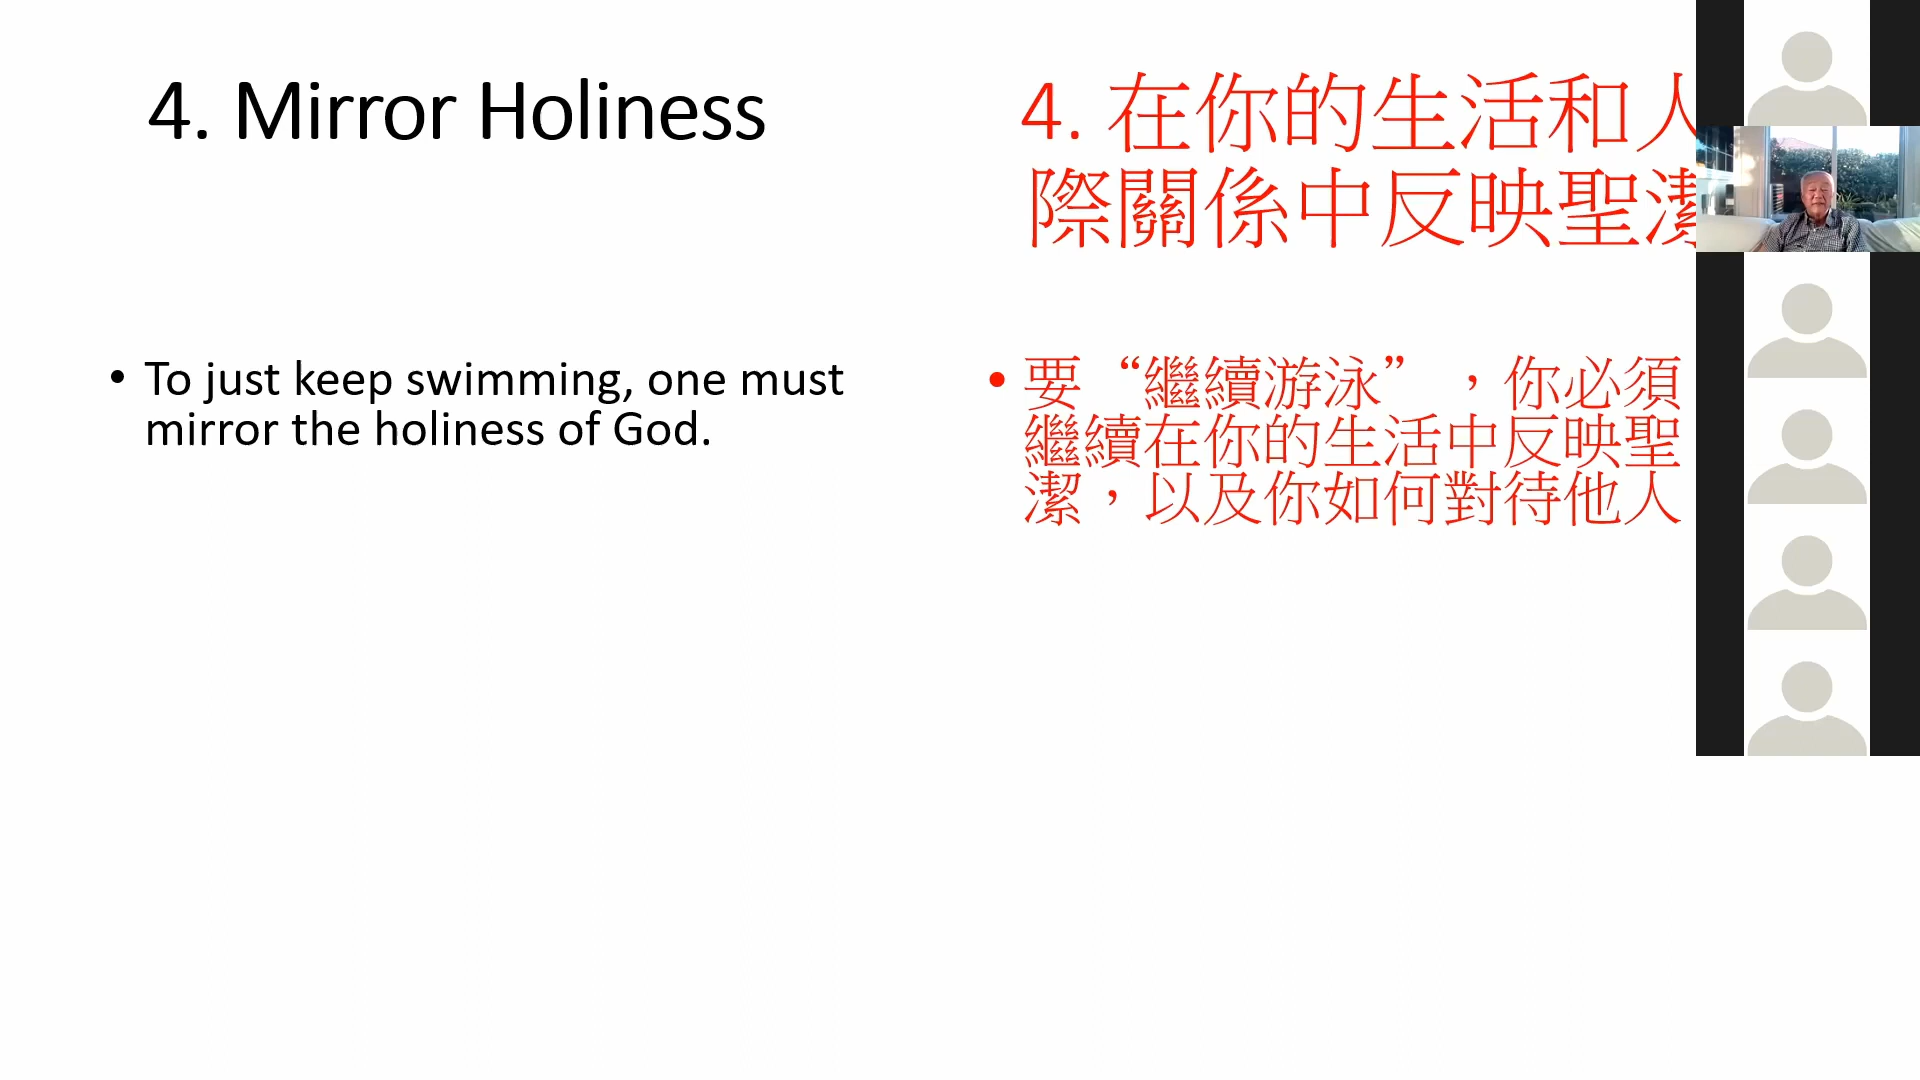 4. Mirror Holiness
• To just keep swimming, one must
mirror the holiness of God.
4. 在你的生活和人
際關係中反映聖潔
• 要“繼續游泳”，你必須
繼續在你的生活中反映聖
潔，以及你如何對待他人